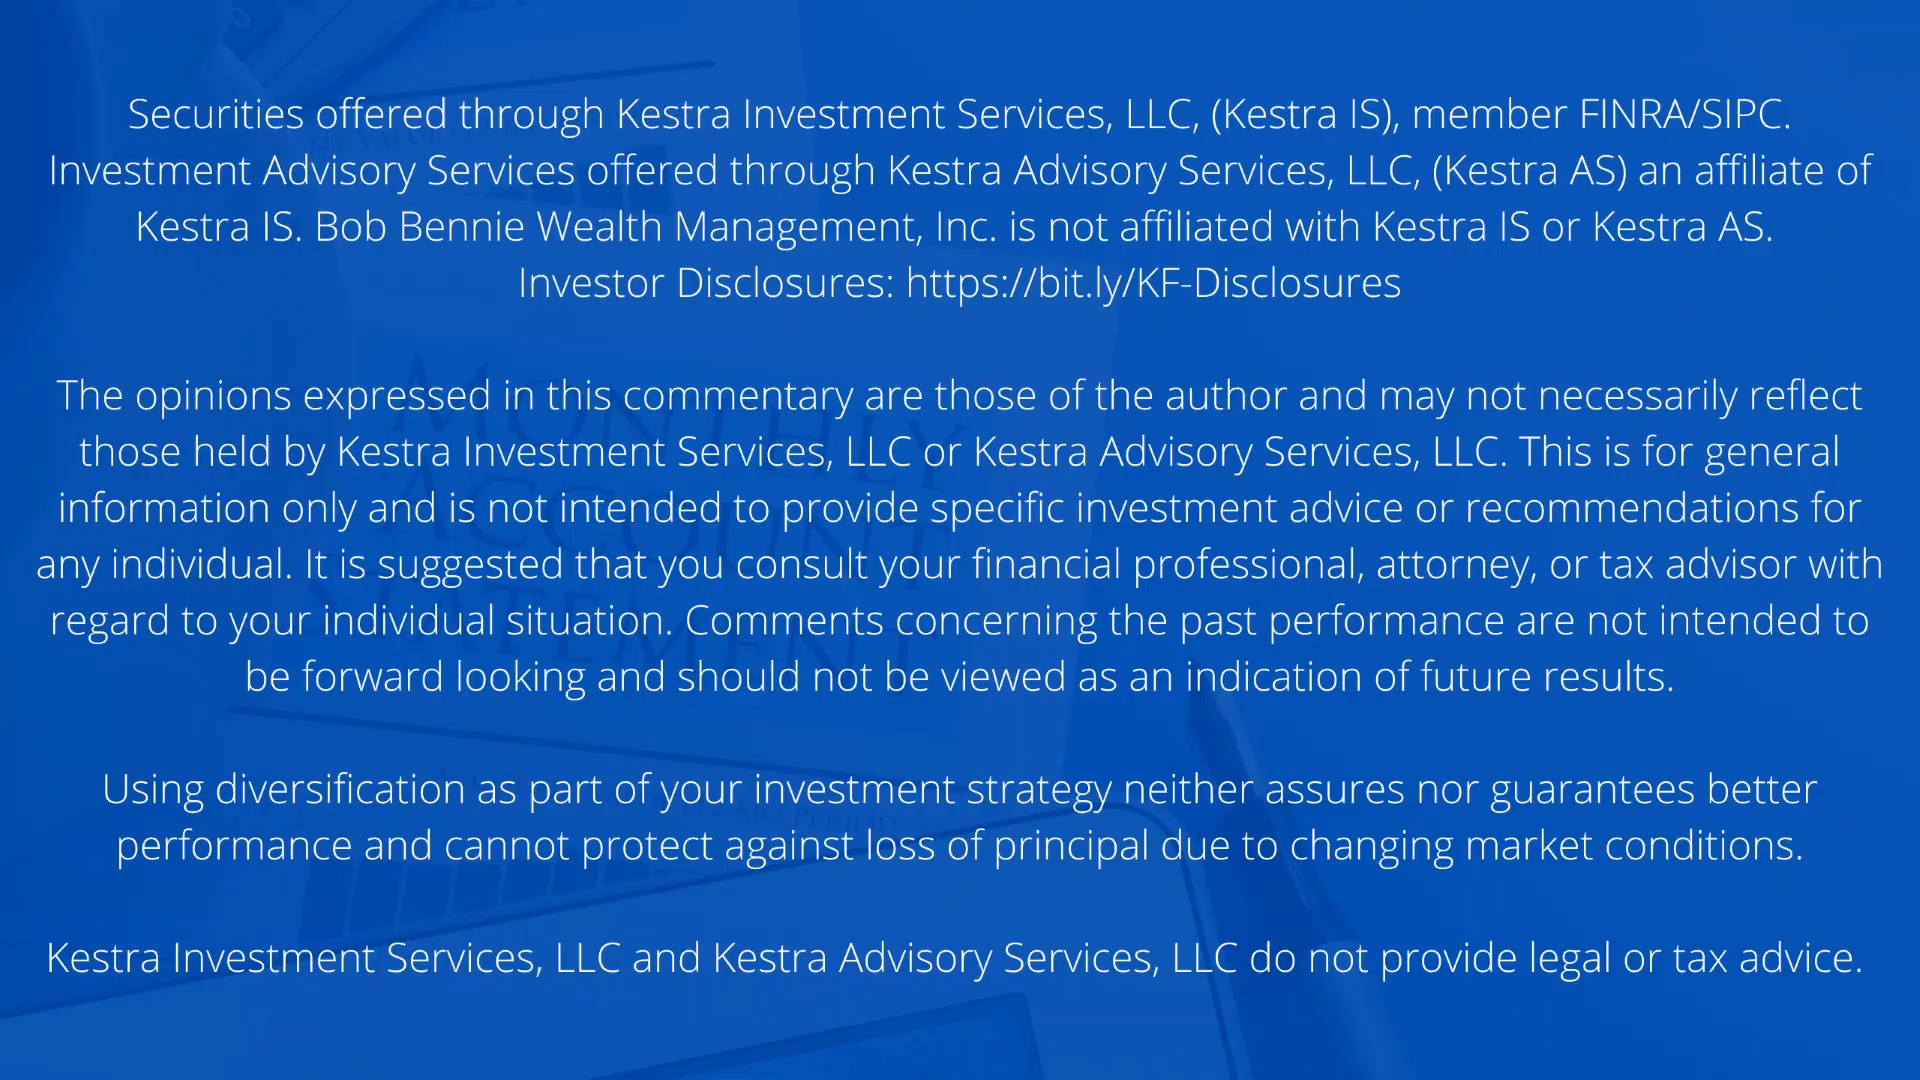 Securities offered through Kestra Investment Services, LLC, (Kestra IS), member FINRA/SIPC.
Investment Advisory Services offered through Kestra Advisory Services, LLC, (Kestra AS) an affiliate of
Kestra IS. Bob Bennie Wealth Management, Inc. is not affiliated with Kestra IS or Kestra AS.
Investor Disclosures: https://bit.ly/KF-Disclosures
The opinions expressed in this commentary are those of the author and may not necessarily reflect
those held by Kestra Investment Services, LLC or Kestra Advisory Services, LLC. This is for general
information only and is not intended to provide specific investment advice or recommendations for
any individual. It is suggested that you consult your financial professional, attorney, or tax advisor with
regard to your individual situation. Comments concerning the past performance are not intended to
be forward looking and should not be viewed as an indication of future results.
Using diversification as part of your investment strategy neither assures nor guarantees better
performance and cannot protect against loss of principal due to changing market conditions.
Kestra Investment Services, LLC and Kestra Advisory Services, LLC do not provide legal or tax advice.
MONTHLY
ACCOUNT
STATEMENT